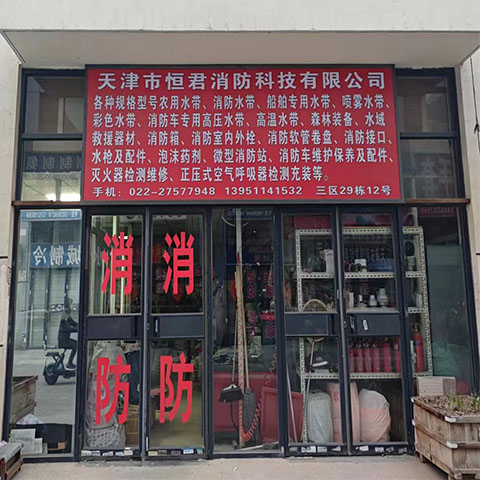 天津市恒君消防科技有限公司
各种规格型号农用水带、消防水带、船舶专用水带、喷雾水带、
彩色水带、消防车专用高压水带、高温水带、森林装备、水域
救援器材、消防箱、消防室内外栓、消防软管卷盘、消防接口、
水枪及配件、泡沫药剂、微型消防站、消防车维护保养及配件、
灭火器检测维修、正压式空气呼吸器检测充装等。
手机：022-27577948 13951141532 三区29栋12号
消消
防防
成制冷